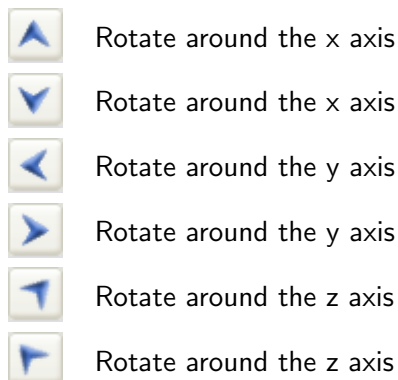 Rotate around the x axis
Rotate around the x axis
Rotate around the y axis
Rotate around the y axis
Rotate around the z axis
Rotate around the z axis